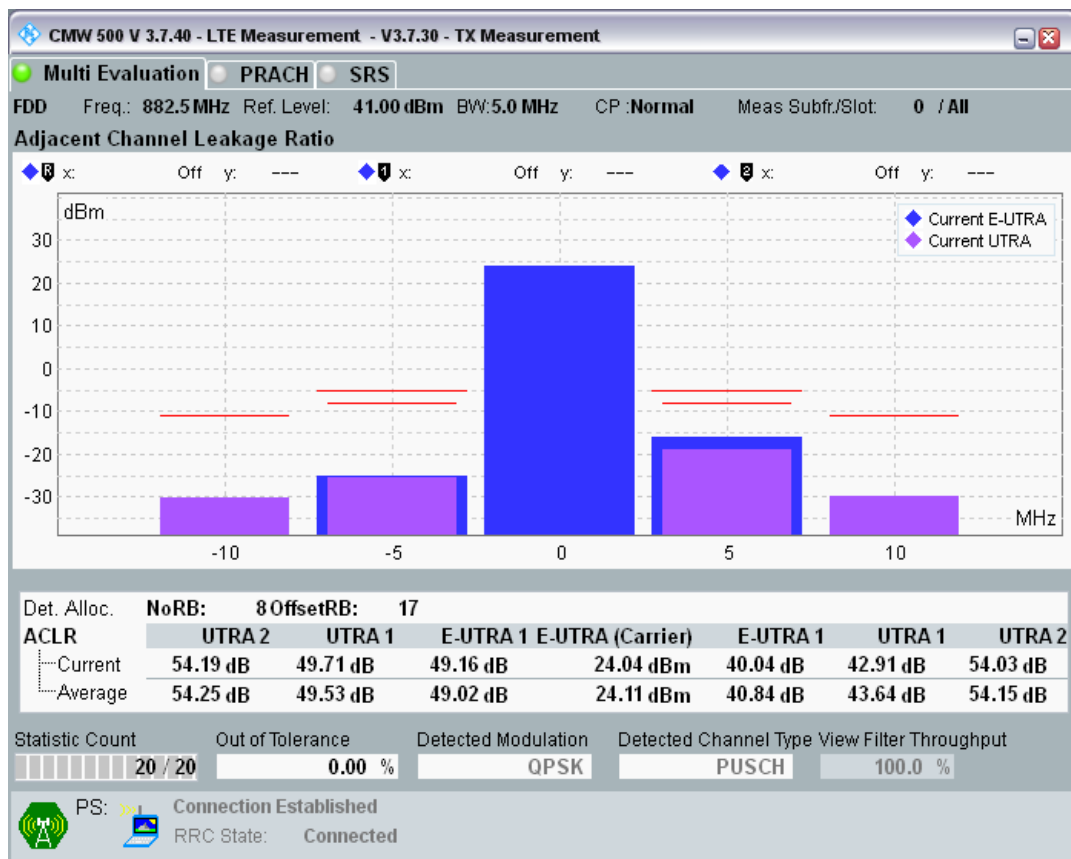 CMW 500 V 3.7.40 - LTE Measurement - V3.7.30 - TX Measurement
Multi Evaluation PRACH SRS
FDD Freq.: 882.5 MHz Ref. Level: 41.00 dBm BW:5.0 MHz CP :Normal Meas Subfr./Slot: 0 / All
Adjacent Channel Leakage Ratio
R x: Off y: --- 1 x: Off y: --- 2 x: Off y: ---
dBm
Current E-UTRA
Current UTRA
30
20
10
0
-10
-20
-30
MHz
-10 -5 0 5 10
Det. Alloc. NoRB: 8 OffsetRB: 17
ACLR UTRA 2 UTRA 1 E-UTRA 1 E-UTRA (Carrier) E-UTRA 1 UTRA 1 UTRA 2
Current 54.19 dB 49.71 dB 49.16 dB 24.04 dBm 40.04 dB 42.91 dB 54.03 dB
Average 54.25 dB 49.53 dB 49.02 dB 24.11 dBm 40.84 dB 43.64 dB 54.15 dB
Statistic Count Out of Tolerance Detected Modulation Detected Channel Type View Filter Throughput
20 / 20 0.00 % QPSK PUSCH 100.0 %
PS: Connection Established
RRC State: Connected